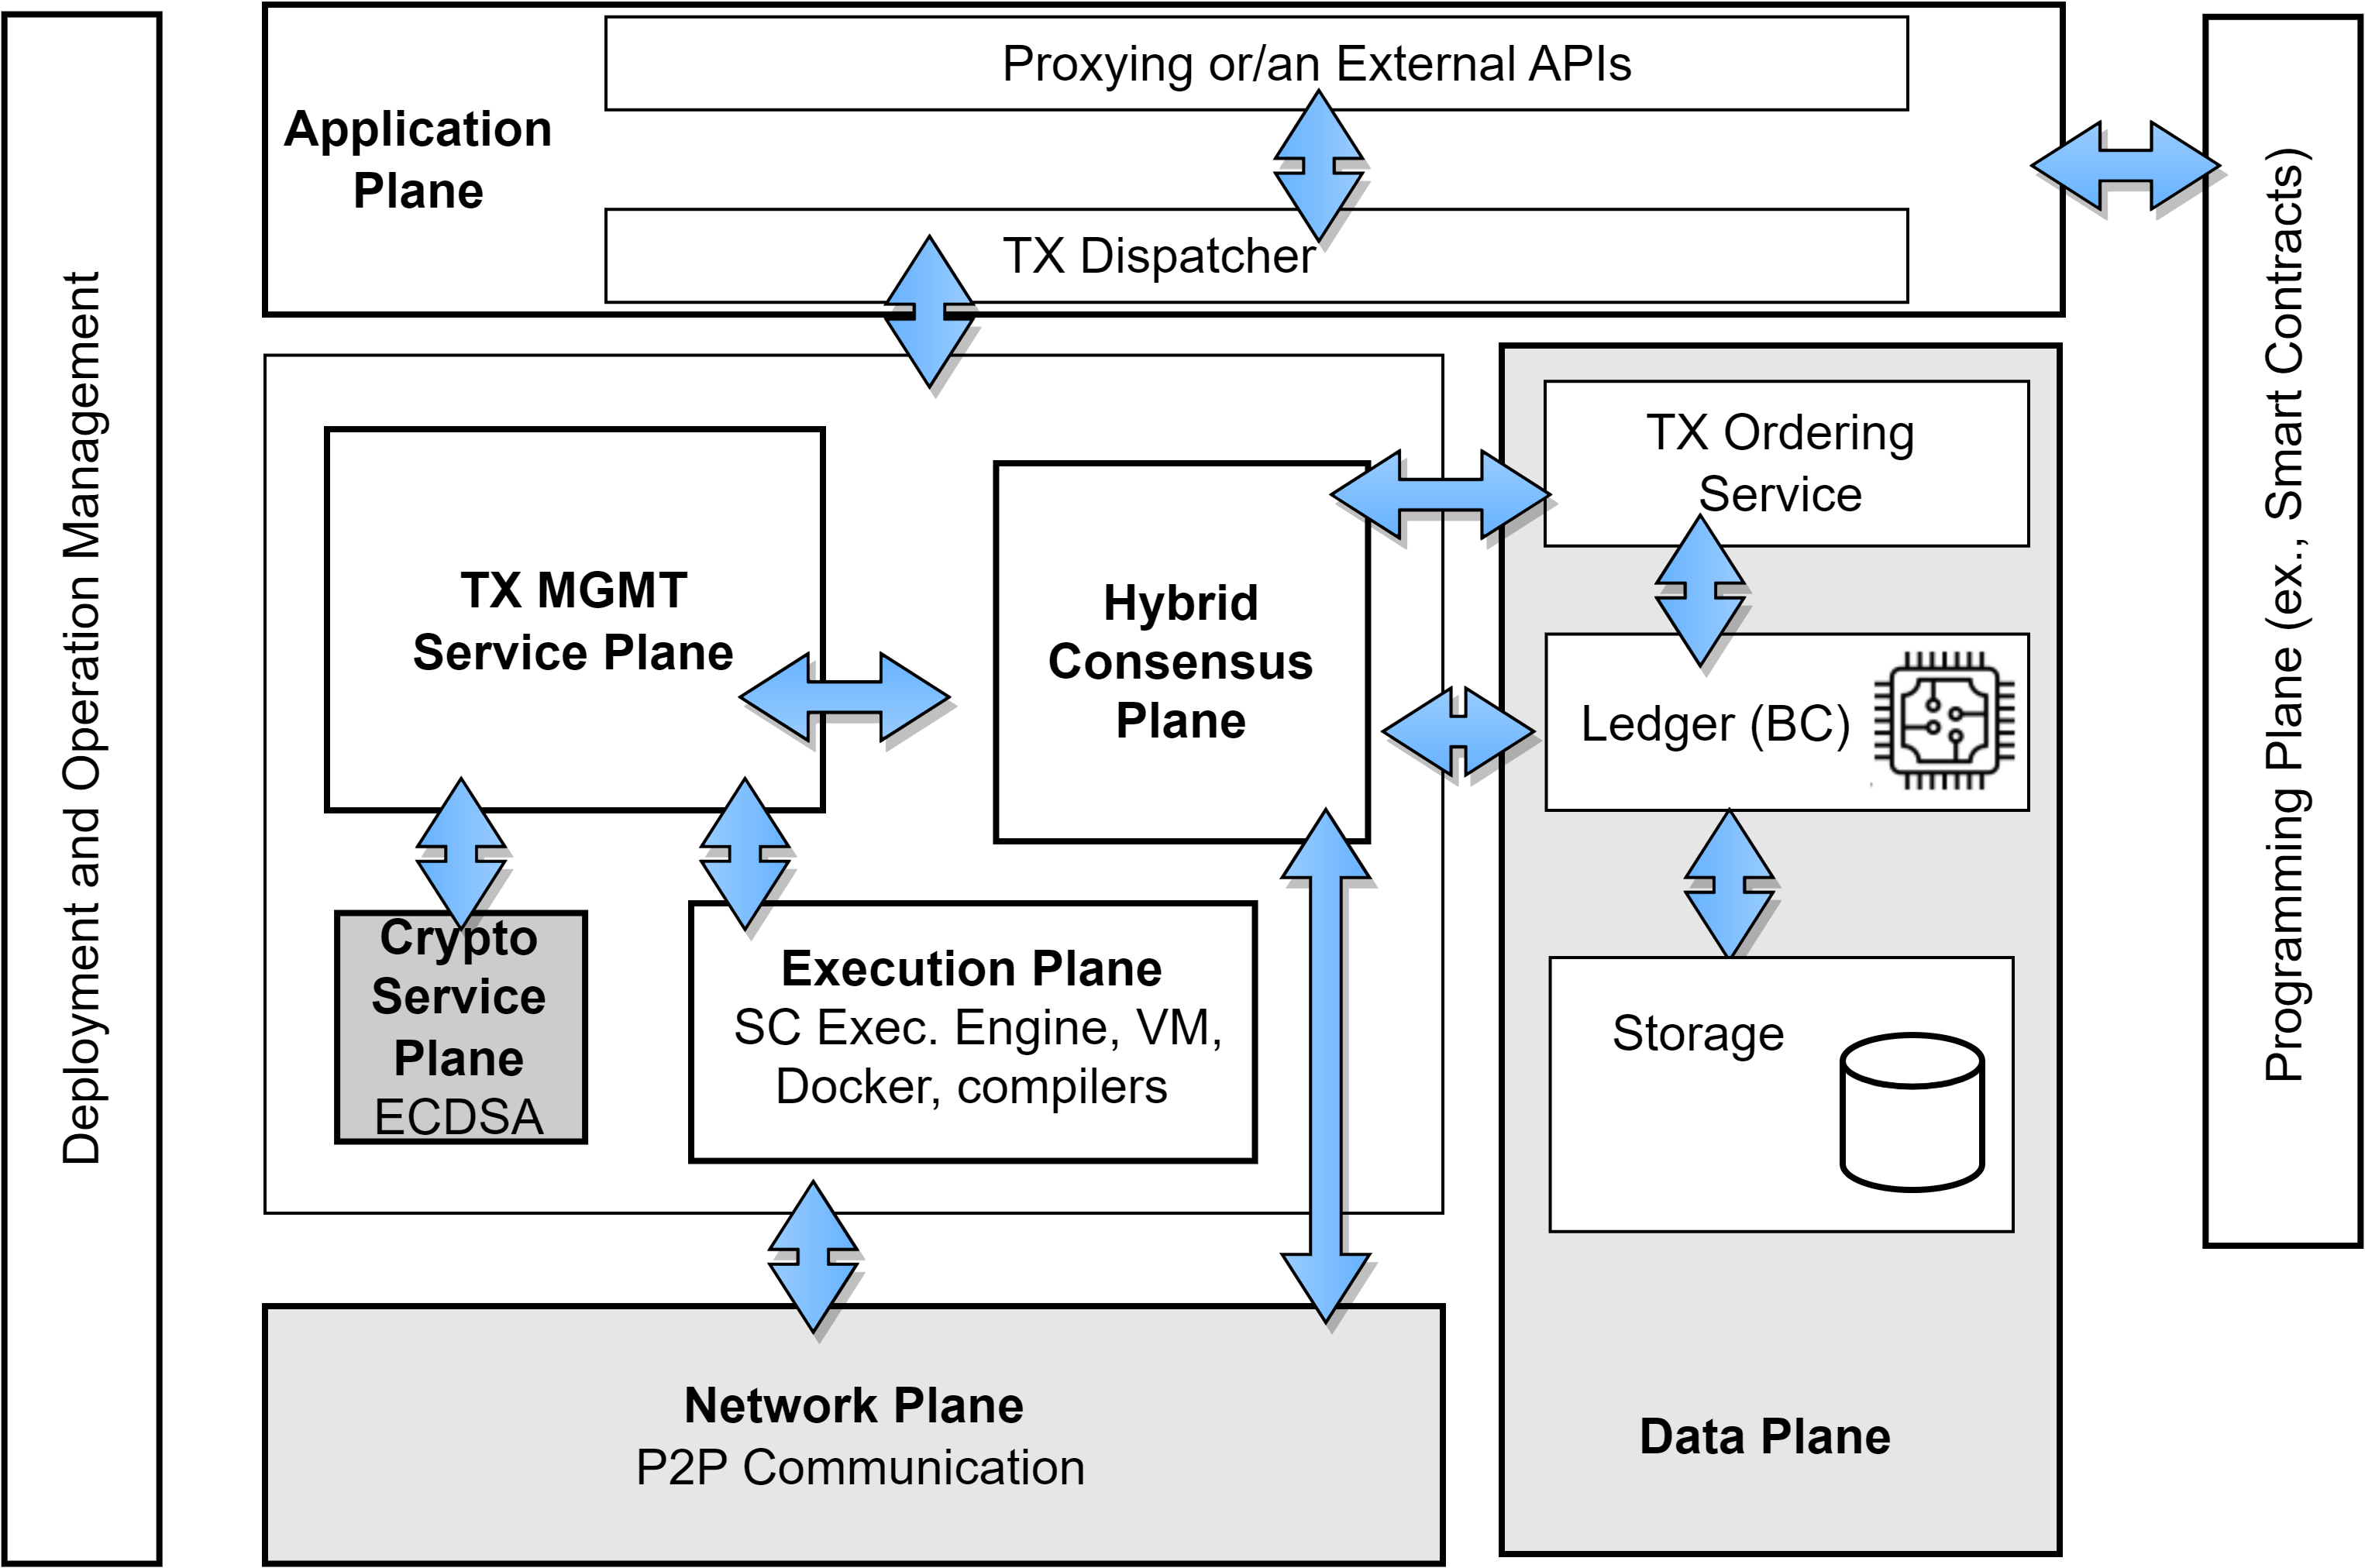 Deployment and Operation Management
Application
Plane
Proxying or/an External APIs
TX Dispatcher
TX MGMT
Service Plane
Hybrid
Consensus
Plane
Crypto
Service
Plane
ECDSA
Execution Plane
SC Exec. Engine, VM,
Docker, compilers
Network Plane
P2P Communication
TX Ordering
Service
Ledger (BC)
Storage
Data Plane
Programming Plane (ex., Smart Contracts)